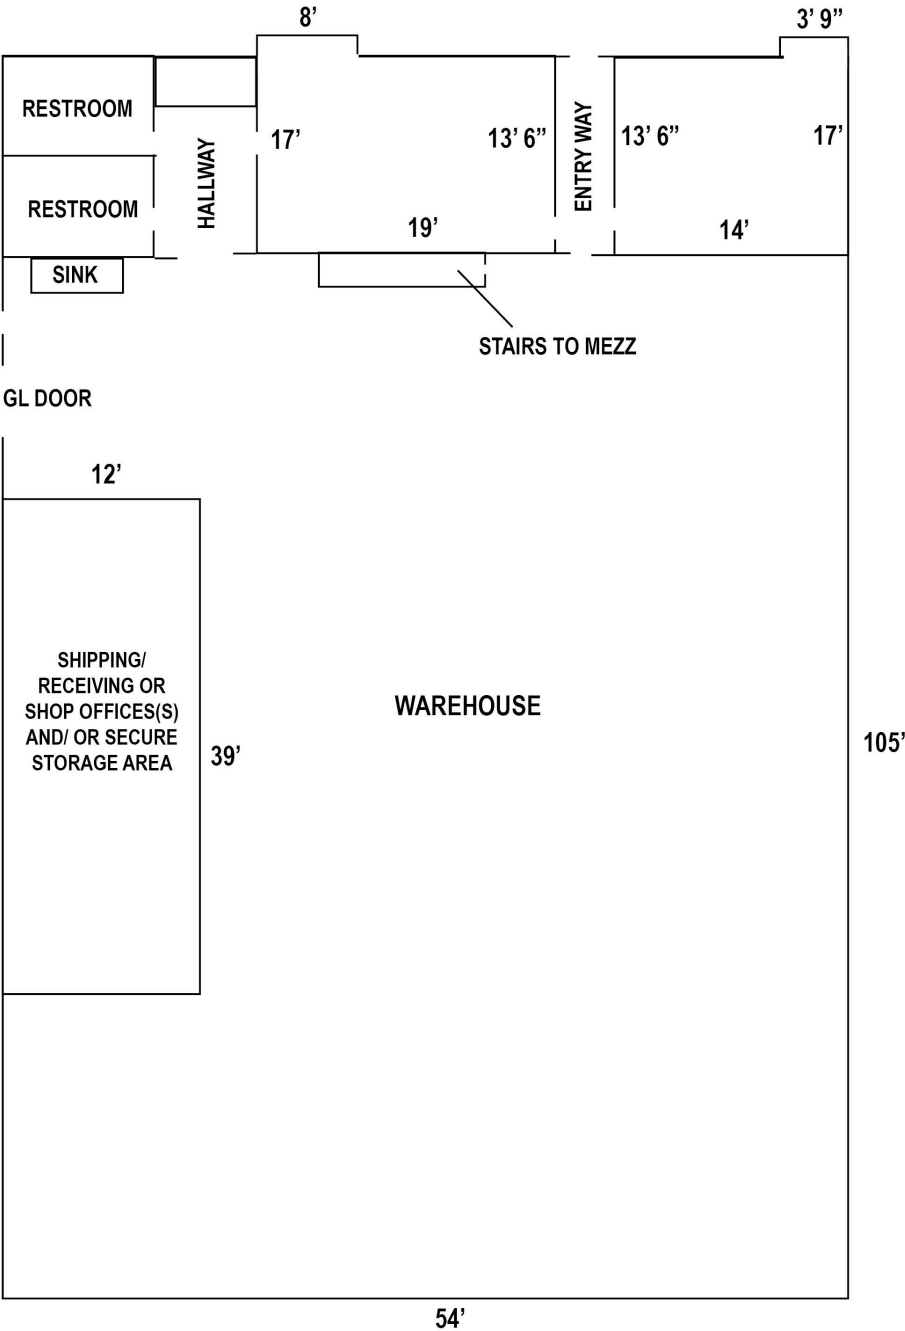 8’
3’ 9”
RESTROOM
HALLWAY
17’
13’ 6”
ENTRY WAY
13’ 6”
17’
RESTROOM
19’
14’
SINK
STAIRS TO MEZZ
GL DOOR
12’
SHIPPING/
RECEIVING OR
SHOP OFFICES(S)
AND/ OR SECURE
STORAGE AREA
39’
WAREHOUSE
105’
54’